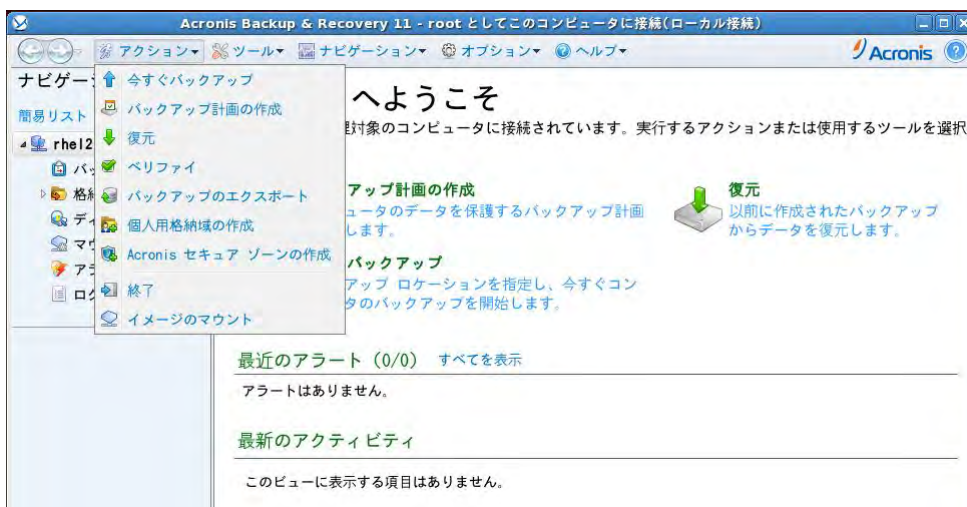 Acronis Backup & Recovery 11 - root としてこのコンピュータに接続(ローカル接続)
アクション ツール ナビゲーション オプション ヘルプ Acronis
ナビゲー
簡易リスト
rhel2
バッ
格納
ディ
マウ
アラ
ログ
今すぐバックアップ
バックアップ計画の作成
復元
ベリファイ
バックアップのエクスポート
個人用格納域の作成
Acronis セキュア ゾーンの作成
終了
イメージのマウント
へようこそ
対象のコンピュータに接続されています。実行するアクションまたは使用するツールを選択
アップ計画の作成
ュータのデータを保護するバックアップ計画
します。
復元
以前に作成されたバックアップ
からデータを復元します。
バックアップ
アップ ロケーションを指定し、今すぐコン
タのバックアップを開始します。
最近のアラート (0/0) すべてを表示
アラートはありません。
最新のアクティビティ
このビューに表示する項目はありません。